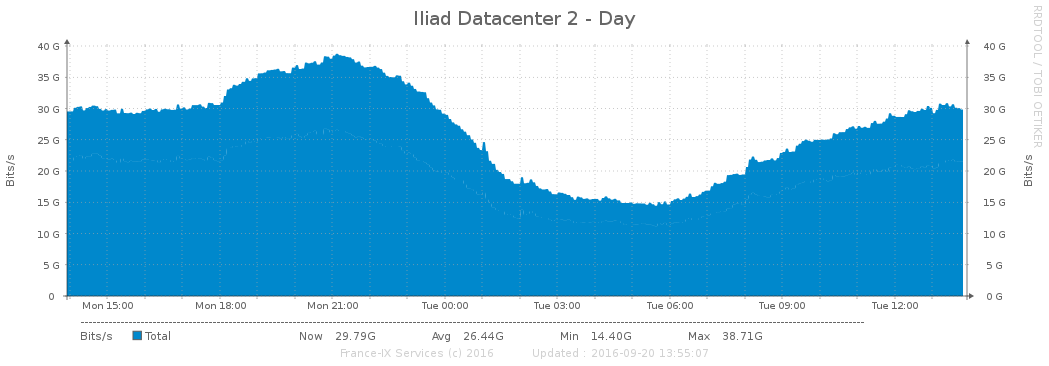 Iliad Datacenter 2 - Day
RRDTOOL / TOBI OETIKER
Bits/s
40 G 40 G
35 G 35 G
30 G 30 G
25 G 25 G
20 G 20 G
15 G 15 G
10 G 10 G
5 G 5 G
0 0 G
Bits/s
Mon 15:00 Mon 18:00 Mon 21:00 Tue 00:00 Tue 03:00 Tue 06:00 Tue 09:00 Tue 12:00
Bits/s Total Now 29.79G Avg 26.44G Min 14.40G Max 38.71G
France-IX Services (c) 2016 Updated : 2016-09-20 13:55:07